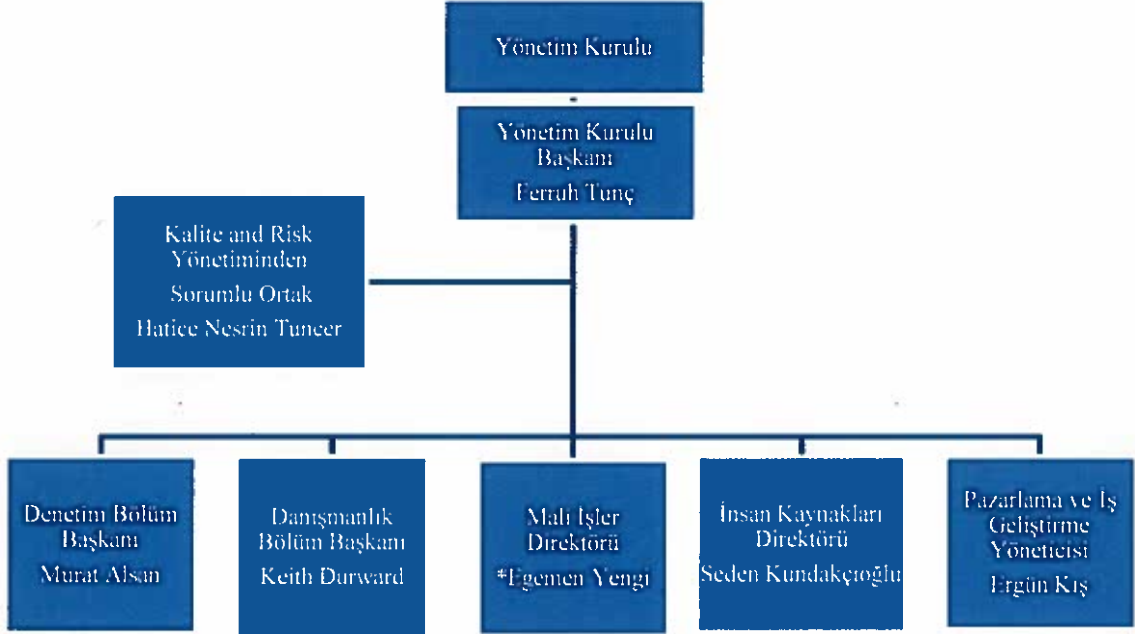 Yönetim Kurulu
Yönetim Kurulu
Başkanı
Ferruh Tunç
Kalite and Risk
Yönetiminden
Sorumlu Ortak
Hatice Nesrin Tuncer
Denetim Bölüm
Başkanı
Murat Alsan
Danışmanlık
Bölüm Başkanı
Keith Durward
Mali İşler
Direktörü
*Egemen Yengi
İnsan Kaynakları
Direktörü
Seden Kundakçıoğlu
Pazarlama ve İş
Geliştirme
Yöneticisi
Ergün Kış